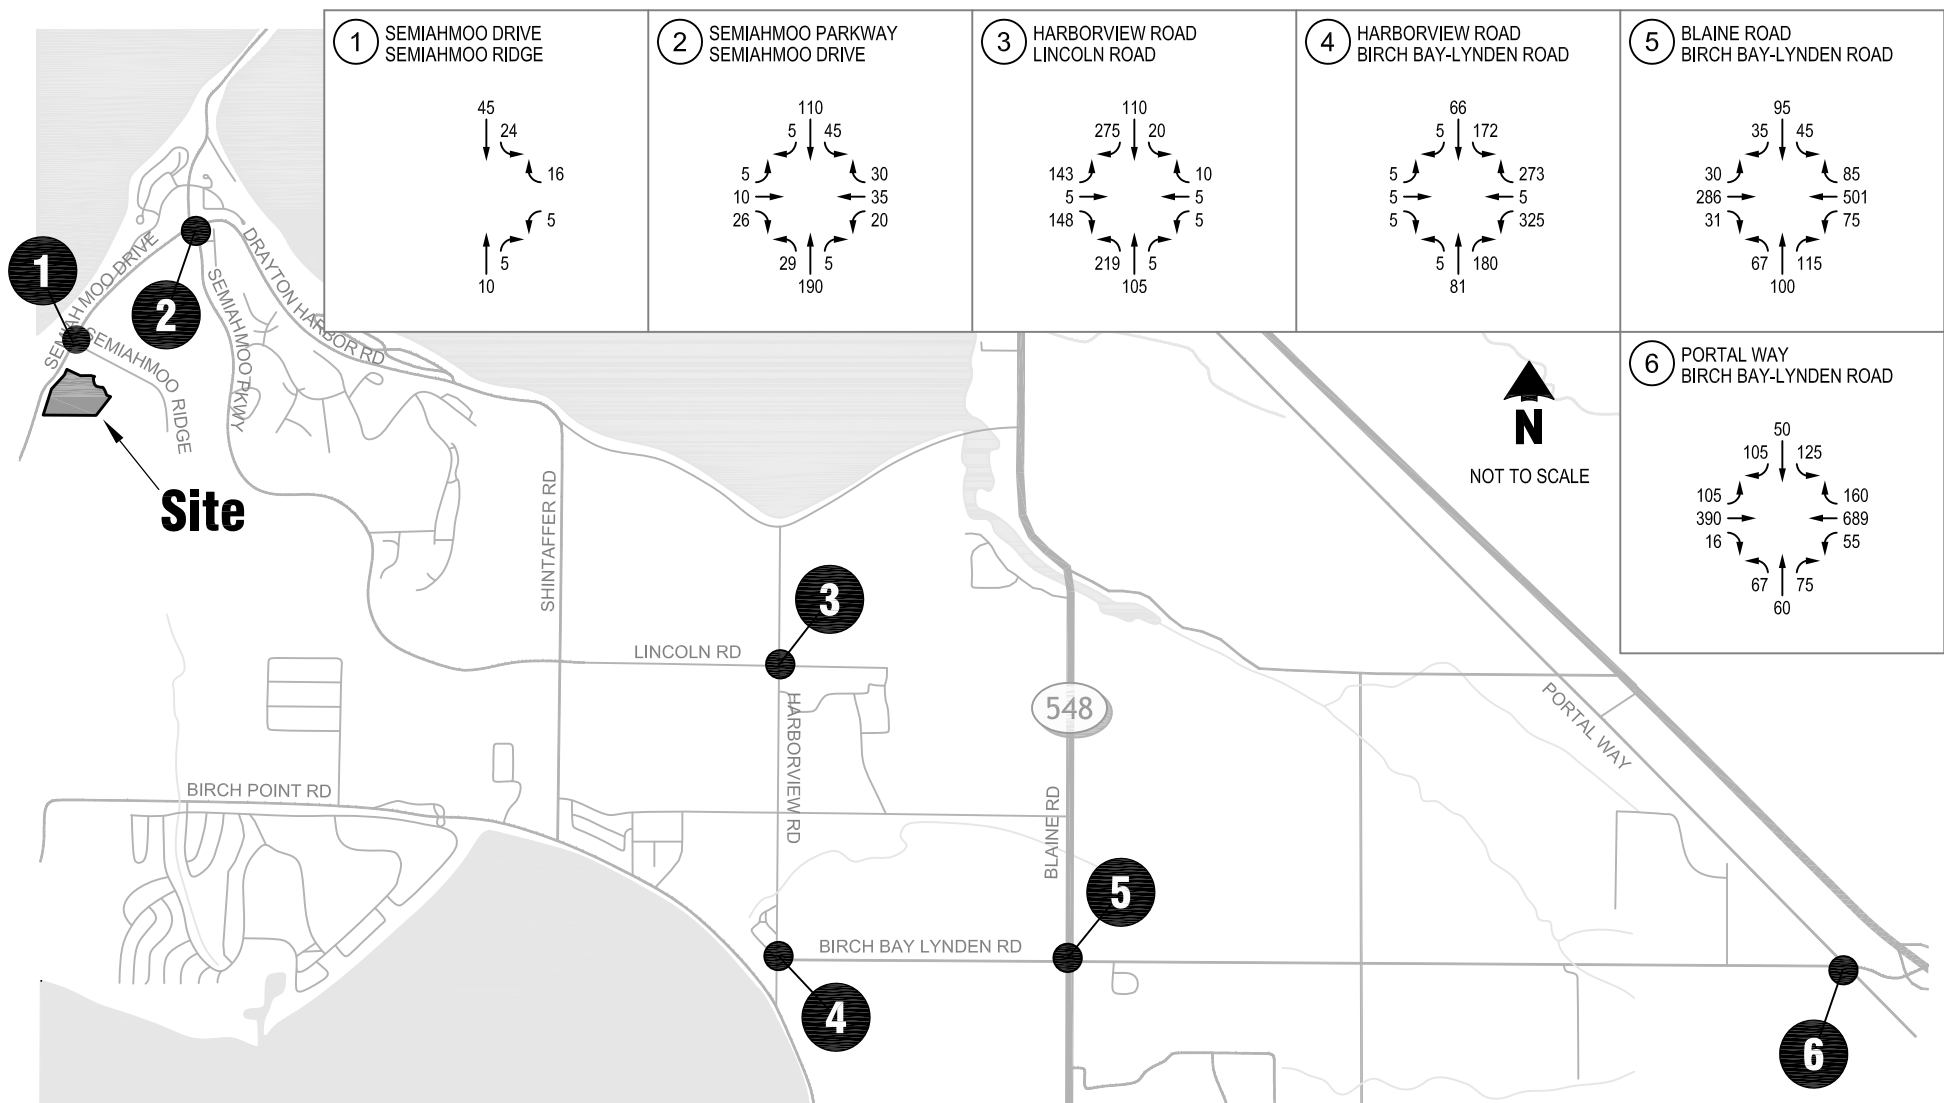 1 SEMIAHMOO DRIVE
SEMIAHMOO RIDGE
45
24
16
5
5
10
2 SEMIAHMOO PARKWAY
SEMIAHMOO DRIVE
110
5 45
5 30
10 35
26 20
29 5
190
3 HARBORVIEW ROAD
LINCOLN ROAD
110
275 20
143 10
5 5
148 5
219 5
105
4 HARBORVIEW ROAD
BIRCH BAY-LYNDEN ROAD
66
5 172
5 273
5 5
5 325
5 180
81
5 BLAINE ROAD
BIRCH BAY-LYNDEN ROAD
95
35 45
30 85
286 501
31 75
67 115
100
6 PORTAL WAY
BIRCH BAY-LYNDEN ROAD
50
105 125
105 160
390 689
16 55
67 75
60
N
NOT TO SCALE
1
2
SEMIAHMOO DRIVE
DRAYTON HARBOR RD
SEMIAHMOO PKWY
SEMIAHMOO RIDGE
Site
SHINTAFFER RD
3
LINCOLN RD
HARBORVIEW RD
548
PORTAL WAY
BIRCH POINT RD
BLAINE RD
5
BIRCH BAY LYNDEN RD
4
6